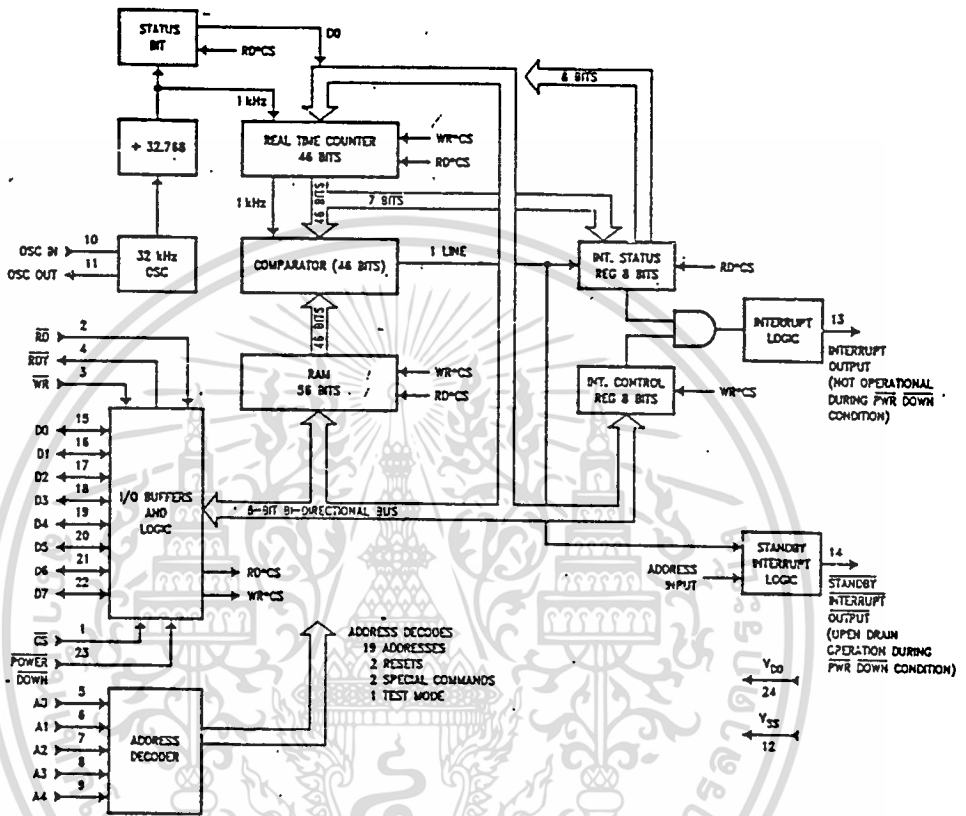 STATUS
BIT
D0
RD*CS
1 kHz
÷ 32.768
32 kHz
OSC
OSC IN
10
OSC OUT
11
REAL TIME COUNTER
46 BITS
WR*CS
RD*CS
6 BITS
1 kHz
46 BITS
7 BITS
COMPARATOR (46 BITS)
1 LINE
INT. STATUS
REG 8 BITS
RD*CS
46 BITS
RAM
56 BITS
WR*CS
RD*CS
INT. CONTROL
REG 8 BITS
WR*CS
INTERRUPT
LOGIC
13
INTERRUPT
OUTPUT
(NOT OPERATIONAL
DURING PWR DOWN
CONDITION)
RD
2
RDY
4
WR
3
D0
15
D1
16
D2
17
D3
18
D4
19
D5
20
D6
21
D7
22
I/O BUFFERS
AND
LOGIC
8-BIT BI-DIRECTIONAL BUS
RD*CS
WR*CS
CS
1
POWER
DOWN
23
A0
5
A1
6
A2
7
A3
8
A4
9
ADDRESS
DECODER
ADDRESS DECODES
19 ADDRESSES
2 RESETS
2 SPECIAL COMMANDS
1 TEST MODE
ADDRESS
INPUT
STANDBY
INTERRUPT
LOGIC
14
STANDBY
INTERRUPT
OUTPUT
(OPEN DRAIN
OPERATION DURING
PWR DOWN CONDITION)
VDD
24
VSS
12